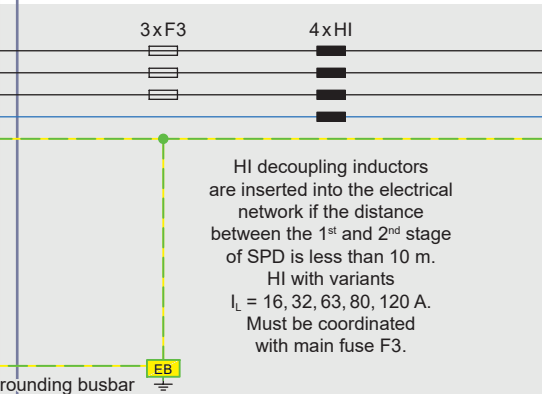 3xF3
4xHI
HI decoupling inductors
are inserted into the electrical
network if the distance
between the 1st and 2nd stage
of SPD is less than 10 m.
HI with variants
IL = 16, 32, 63, 80, 120 A.
Must be coordinated
with main fuse F3.
EB
rounding busbar